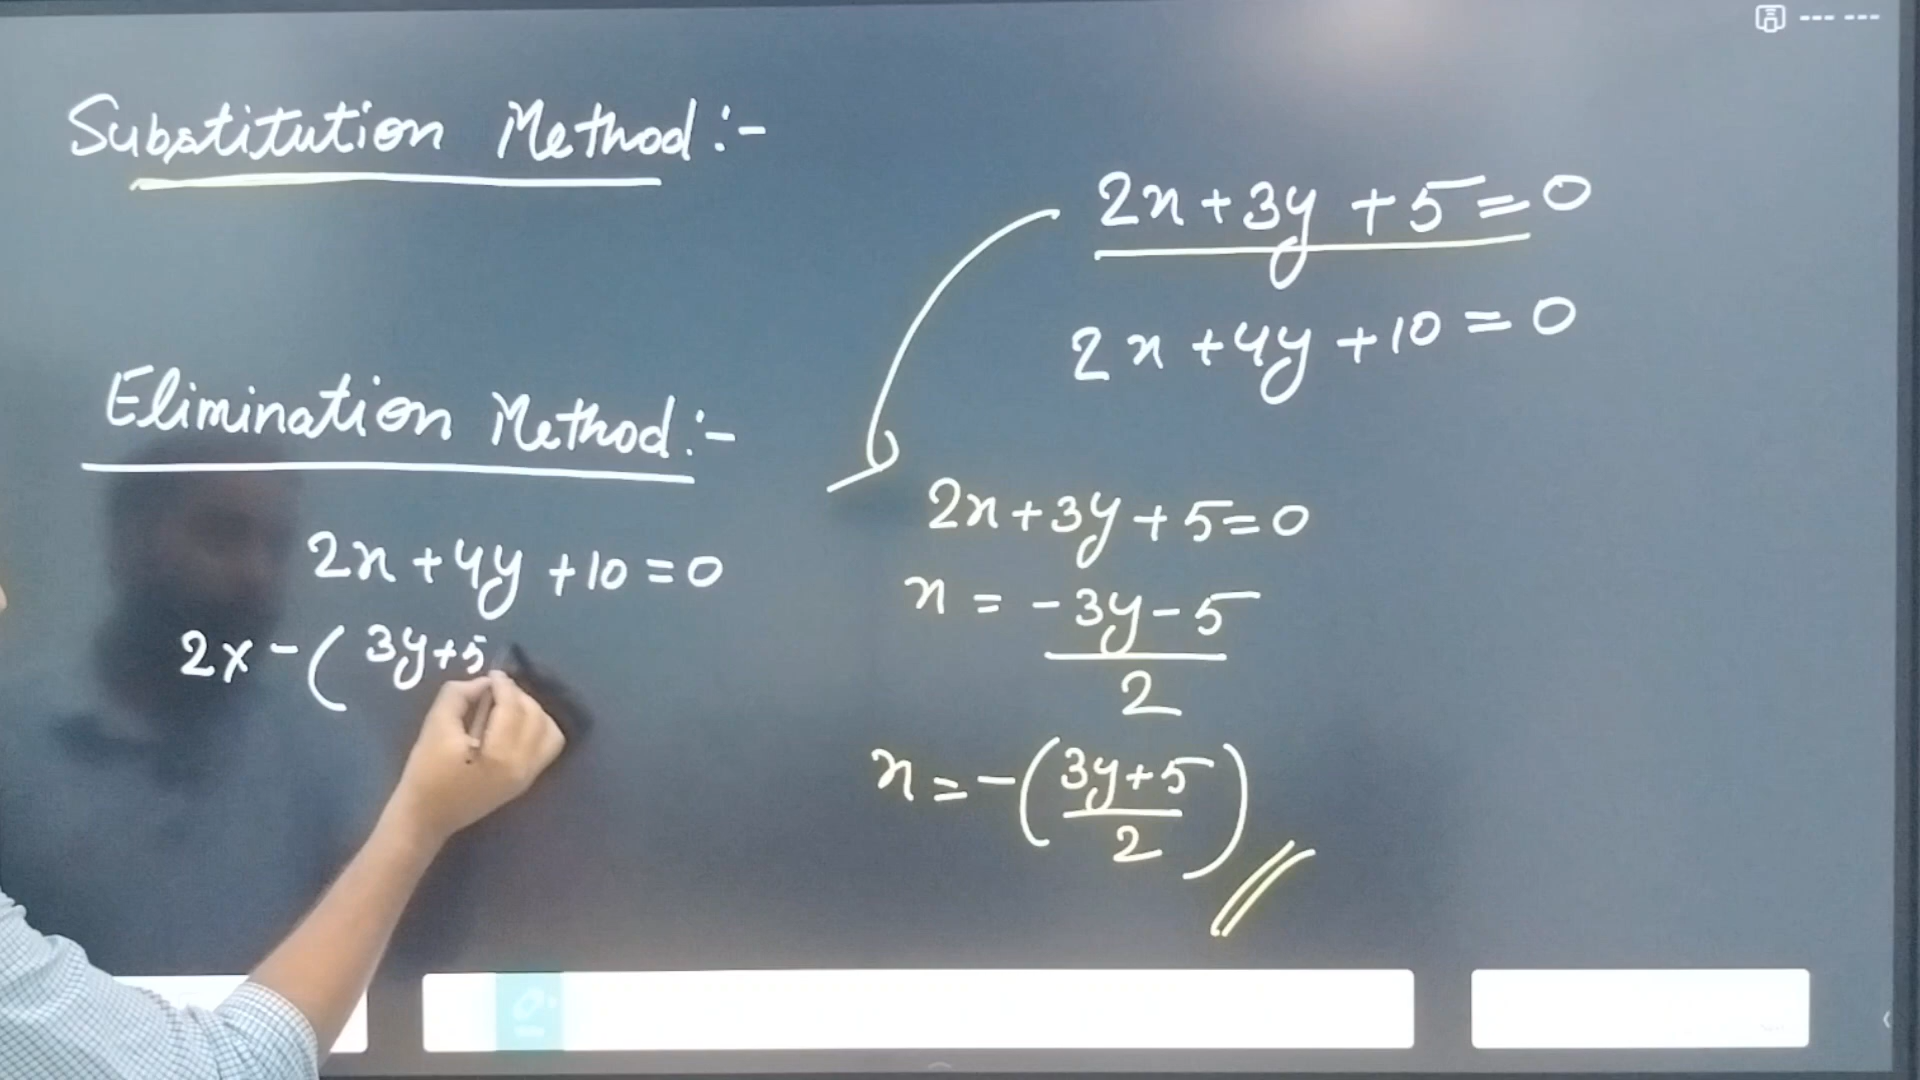 Substitution Method:-
2x+3y+5=0
2x+4y+10=0
Elimination Method:-
2x+4y+10=0
2x-(3y+5
2x+3y+5=0
x = -3y-5
2
x=-(3y+5
2)